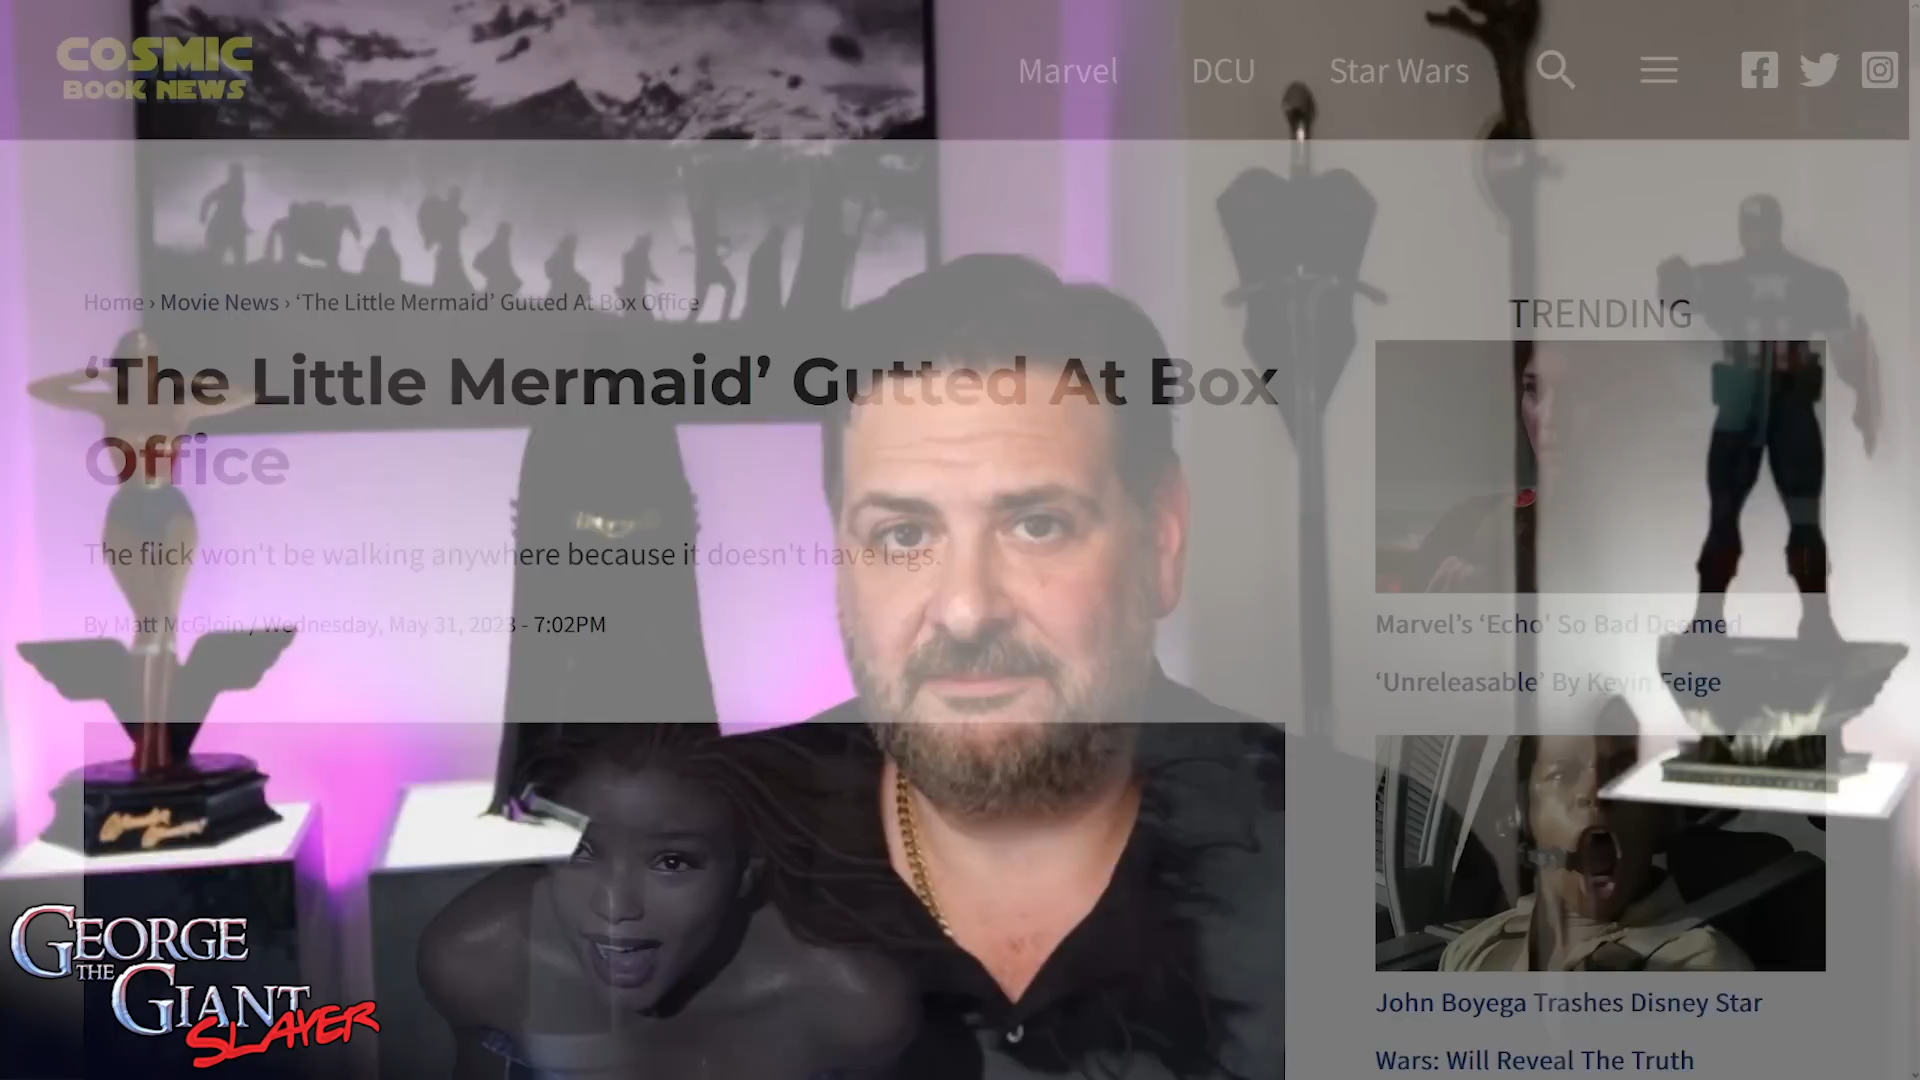 COSMIC
BOOK NEWS
Marvel
DCU
Star Wars
Home › Movie News › ‘The Little Mermaid’ Gutted At Box Office
‘The Little Mermaid’ Gutted At Box
Office
The flick won't be walking anywhere because it doesn't have legs.
By Matt McGloin / Wednesday, May 31, 2023 - 7:02PM
TRENDING
Marvel’s ‘Echo' So Bad Deemed
‘Unreleasable’ By Kevin Feige
John Boyega Trashes Disney Star
Wars: Will Reveal The Truth
GEORGE
THE
GIANT
SLAYER